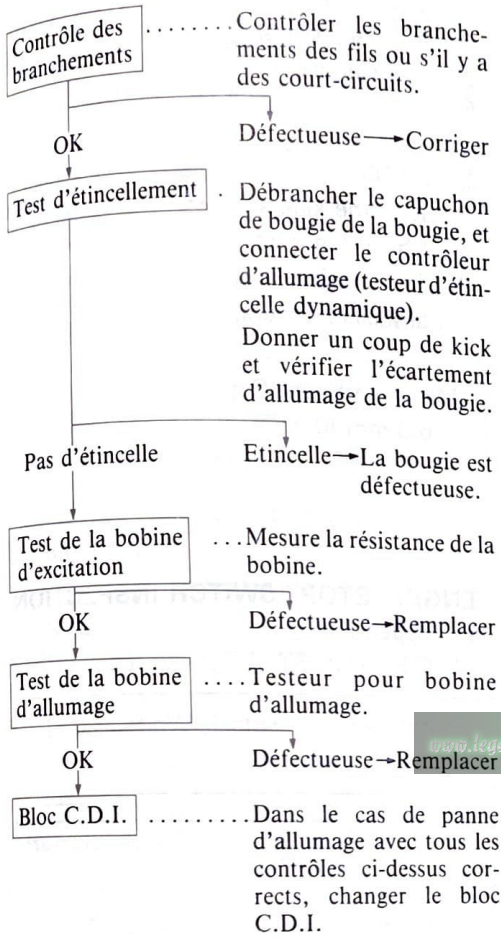 Contrôle des
branchements
........Contrôler les branche-
ments des fils ou s'il y a
des court-circuits.
OK
Défectueuse→Corriger
Test d'étincellement
. Débrancher le capuchon
de bougie de la bougie, et
connecter le contrôleur
d'allumage (testeur d'étin-
celle dynamique).
Donner un coup de kick
et vérifier l'écartement
d'allumage de la bougie.
Pas d'étincelle
Etincelle→La bougie est
défectueuse.
Test de la bobine
d'excitation
...Mesure la résistance de la
bobine.
OK
Défectueuse→Remplacer
Test de la bobine
d'allumage
....Testeur pour bobine
d'allumage.
OK
Défectueuse→Remplacer
Bloc C.D.I.
.........Dans le cas de panne
d'allumage avec tous les
contrôles ci-dessus cor-
rects, changer le bloc
C.D.I.